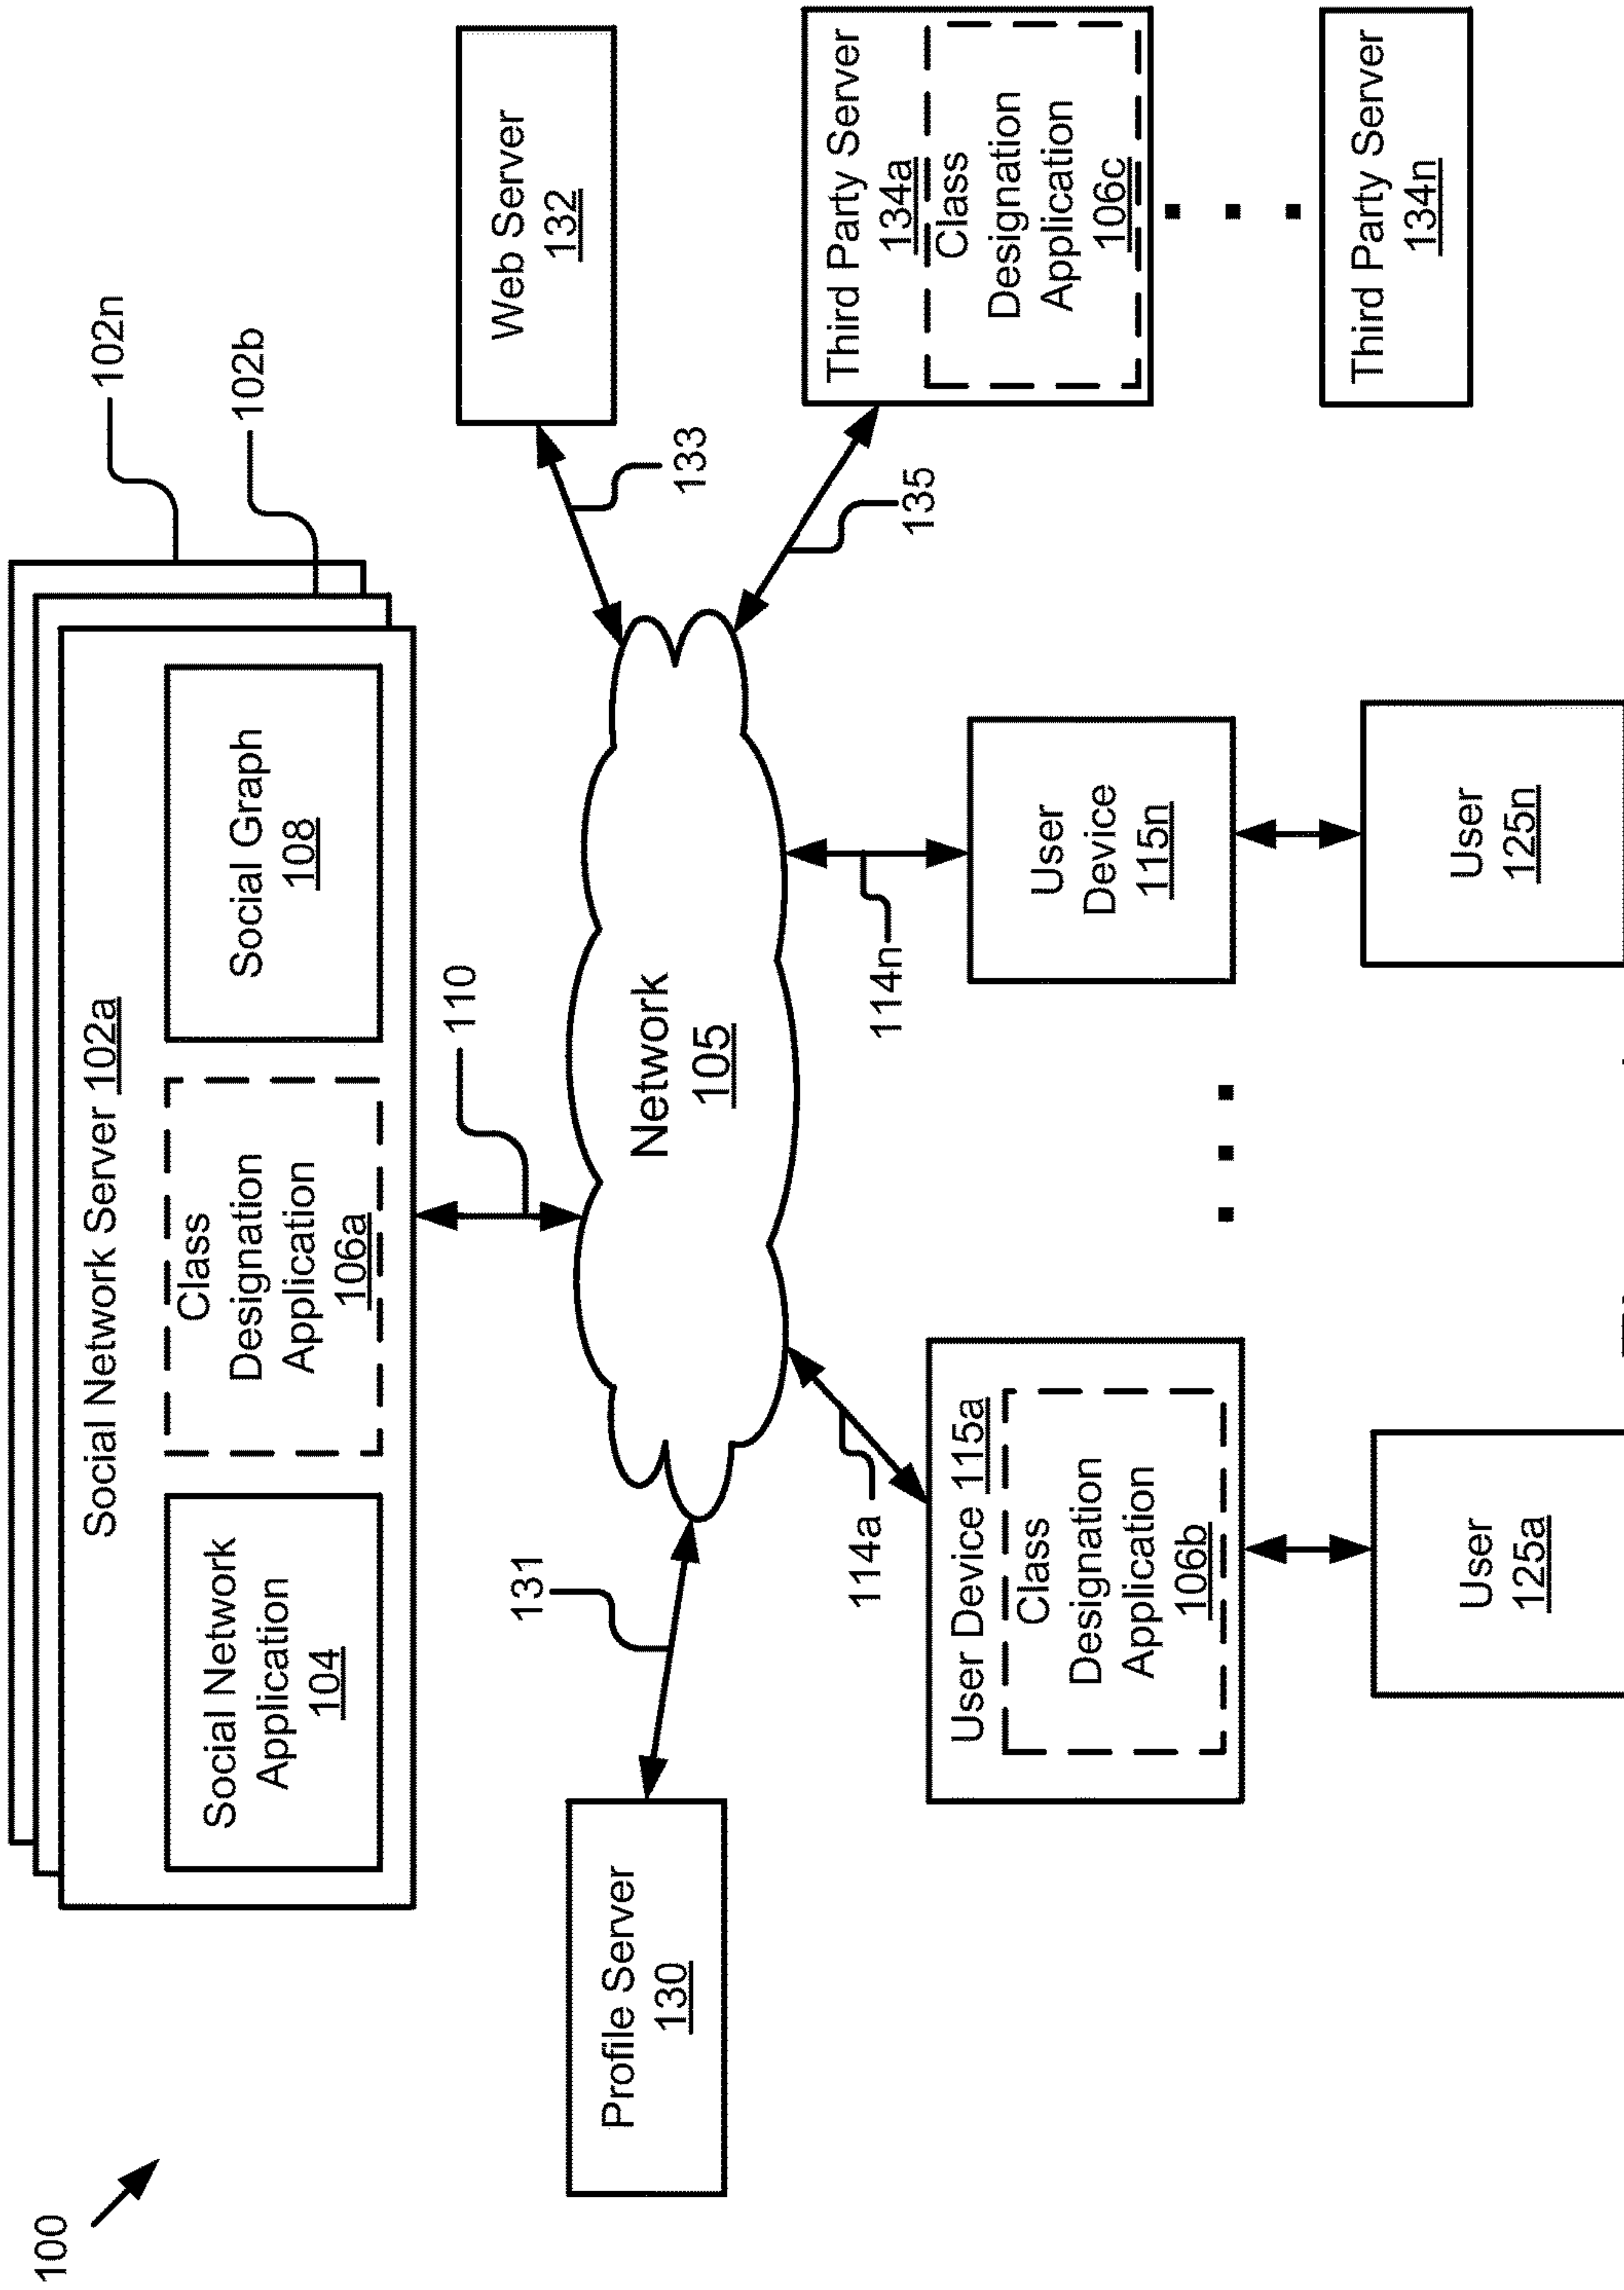 100
102n
102b
Social Network Server 102a
Social Network
Application
104
Class
Designation
Application
106a
Social Graph
108
110
Profile Server
130
131
Network
105
133
Web Server
132
135
Third Party Server
134a
Class
Designation
Application
106c
Third Party Server
134n
114a
User Device 115a
Class
Designation
Application
106b
User
125a
114n
User
Device
115n
User
125n